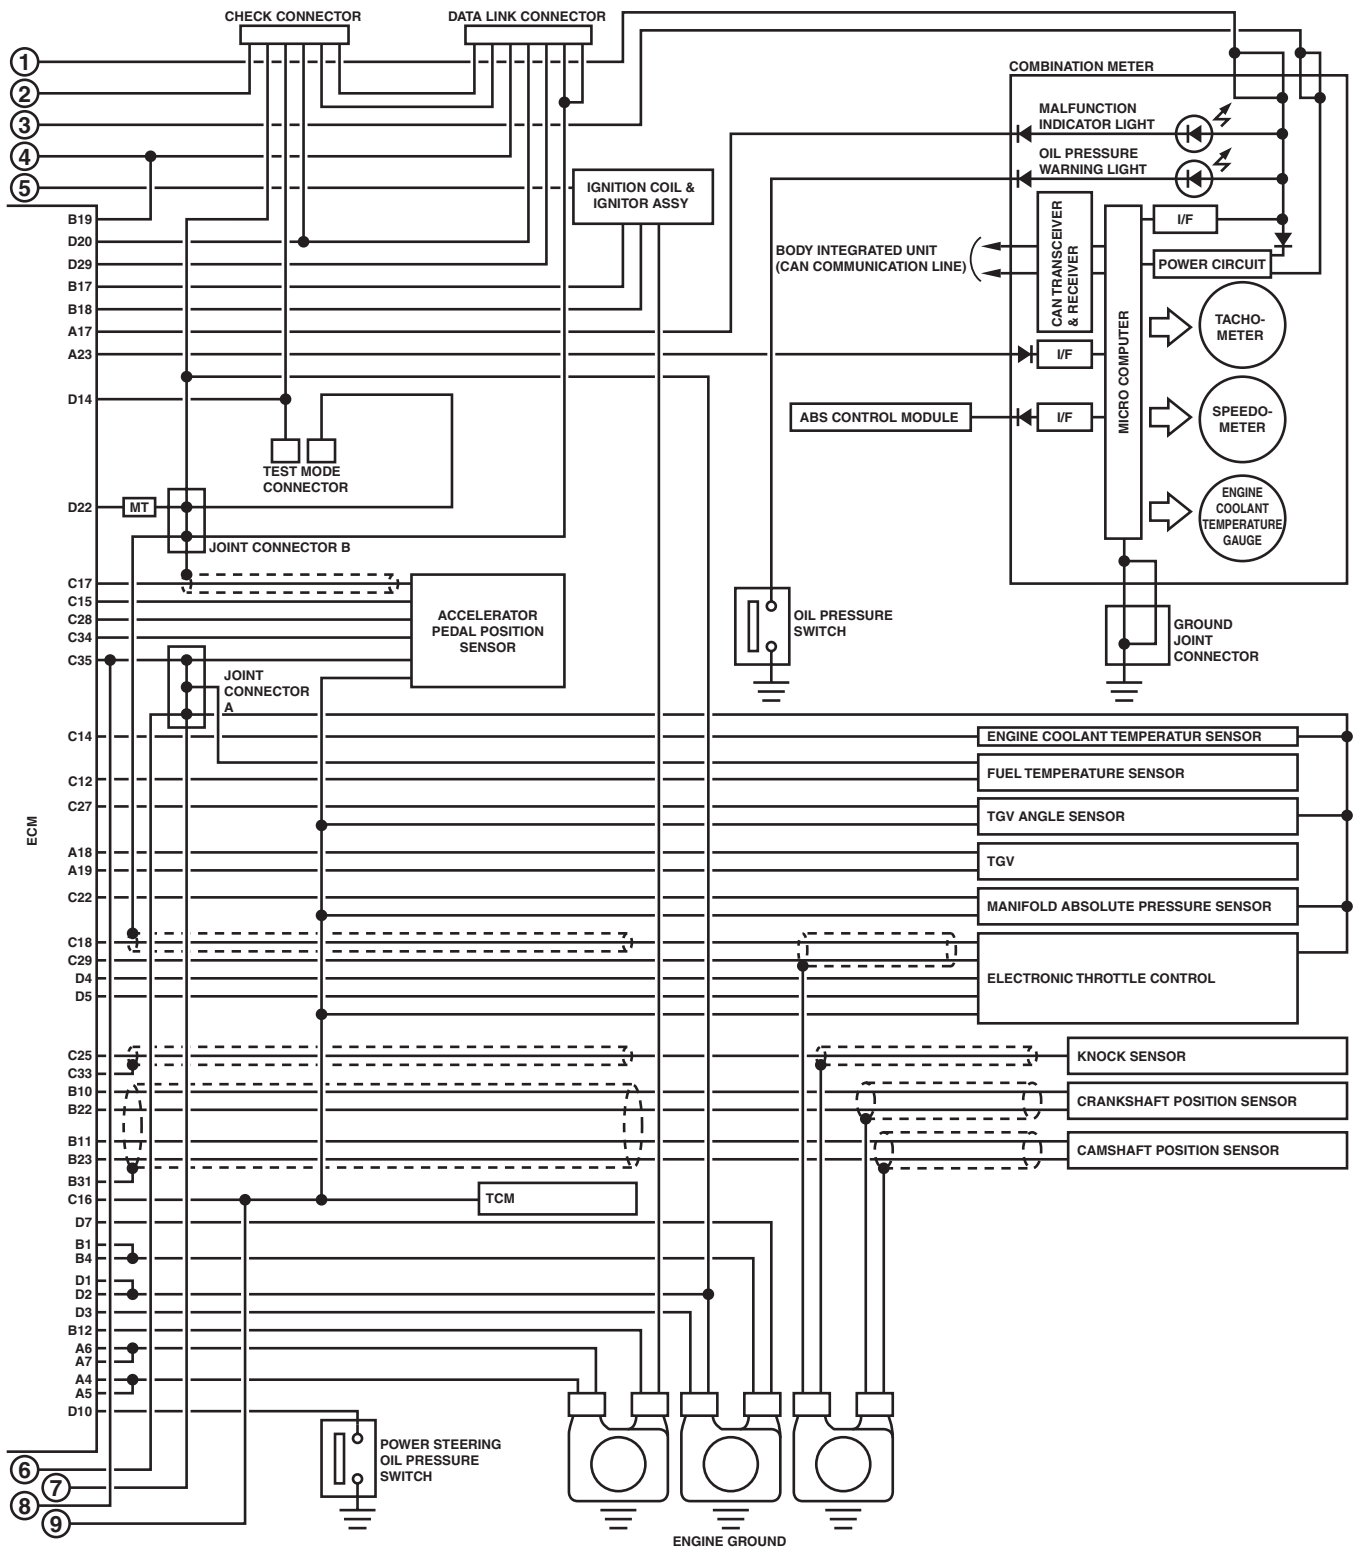 CHECK CONNECTOR
DATA LINK CONNECTOR
1
2
3
4
5
COMBINATION METER
MALFUNCTION
INDICATOR LIGHT
OIL PRESSURE
WARNING LIGHT
IGNITION COIL &
IGNITOR ASSY
I/F
POWER CIRCUIT
BODY INTEGRATED UNIT
(CAN COMMUNICATION LINE)
CAN TRANSCEIVER
& RECEIVER
MICRO COMPUTER
TACHO-
METER
I/F
ABS CONTROL MODULE
I/F
SPEEDO-
METER
ENGINE
COOLANT
TEMPERATURE
GAUGE
B19
D20
D29
B17
B18
A17
A23
D14
TEST MODE
CONNECTOR
D22
MT
JOINT CONNECTOR B
C17
C15
C28
C34
C35
ACCELERATOR
PEDAL POSITION
SENSOR
OIL PRESSURE
SWITCH
GROUND
JOINT
CONNECTOR
JOINT
CONNECTOR
A
C14
ENGINE COOLANT TEMPERATUR SENSOR
C12
FUEL TEMPERATURE SENSOR
C27
TGV ANGLE SENSOR
ECM
A18
A19
TGV
C22
MANIFOLD ABSOLUTE PRESSURE SENSOR
C18
C29
D4
D5
ELECTRONIC THROTTLE CONTROL
C25
C33
KNOCK SENSOR
B10
B22
CRANKSHAFT POSITION SENSOR
B11
B23
CAMSHAFT POSITION SENSOR
B31
C16
TCM
D7
B1
B4
D1
D2
D3
B12
A6
A7
A4
A5
D10
POWER STEERING
OIL PRESSURE
SWITCH
6
7
8
9
ENGINE GROUND